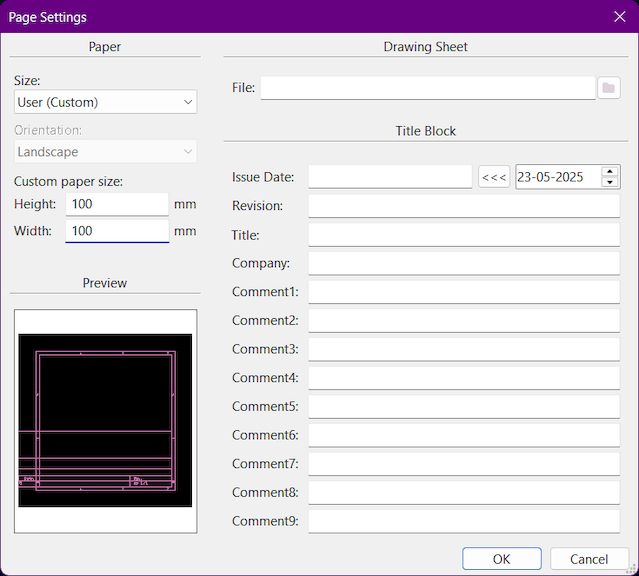 Page Settings
Paper
Size:
User (Custom)
Orientation:
Landscape
Custom paper size:
Height: 100 mm
Width: 100 mm
Preview
Drawing Sheet
File:
Title Block
Issue Date: <<< 23-05-2025
Revision:
Title:
Company:
Comment1:
Comment2:
Comment3:
Comment4:
Comment5:
Comment6:
Comment7:
Comment8:
Comment9:
OK Cancel